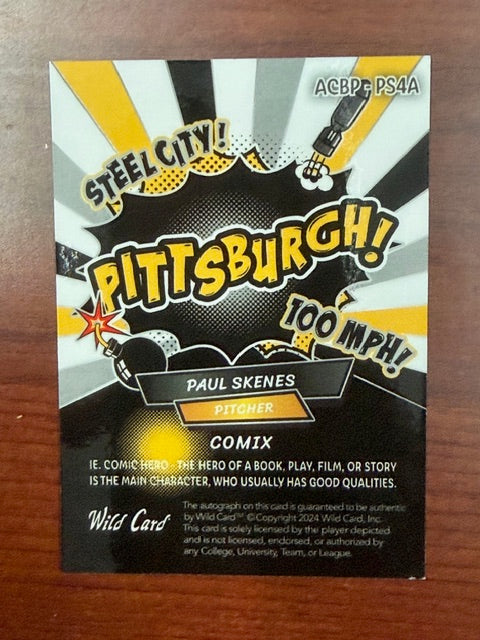 ACBP - PS4A
STEEL CITY!
PITTSBURGH!
100 MPH!
PAUL SKENES
PITCHER
COMIX
IE. COMIC HERO - THE HERO OF A BOOK, PLAY, FILM, OR STORY
IS THE MAIN CHARACTER, WHO USUALLY HAS GOOD QUALITIES.
Wild Card
The autograph on this card is guaranteed to be authentic
by Wild Card™. ©Copyright 2024 Wild Card, Inc.
This card is solely licensed by the player depicted
and is not licensed, endorsed, or authorized by
any College, University, Team, or League.